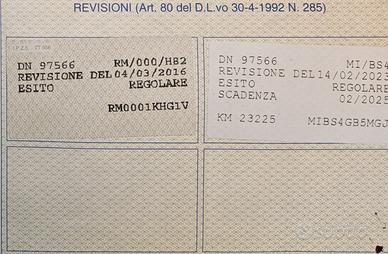 REVISIONI (Art. 80 del D.L.vo 30-4-1992 N. 285)
DN 97566 RM/000/H82
REVISIONE DEL 04/03/2016
ESITO REGOLARE
RM0001KHG1V
DN 97566 MI/BS4
REVISIONE DEL 14/02/202
ESITO REGOLARE
SCADENZA 02/2025
KM 23225 MIBS4GB5MGJ
subito